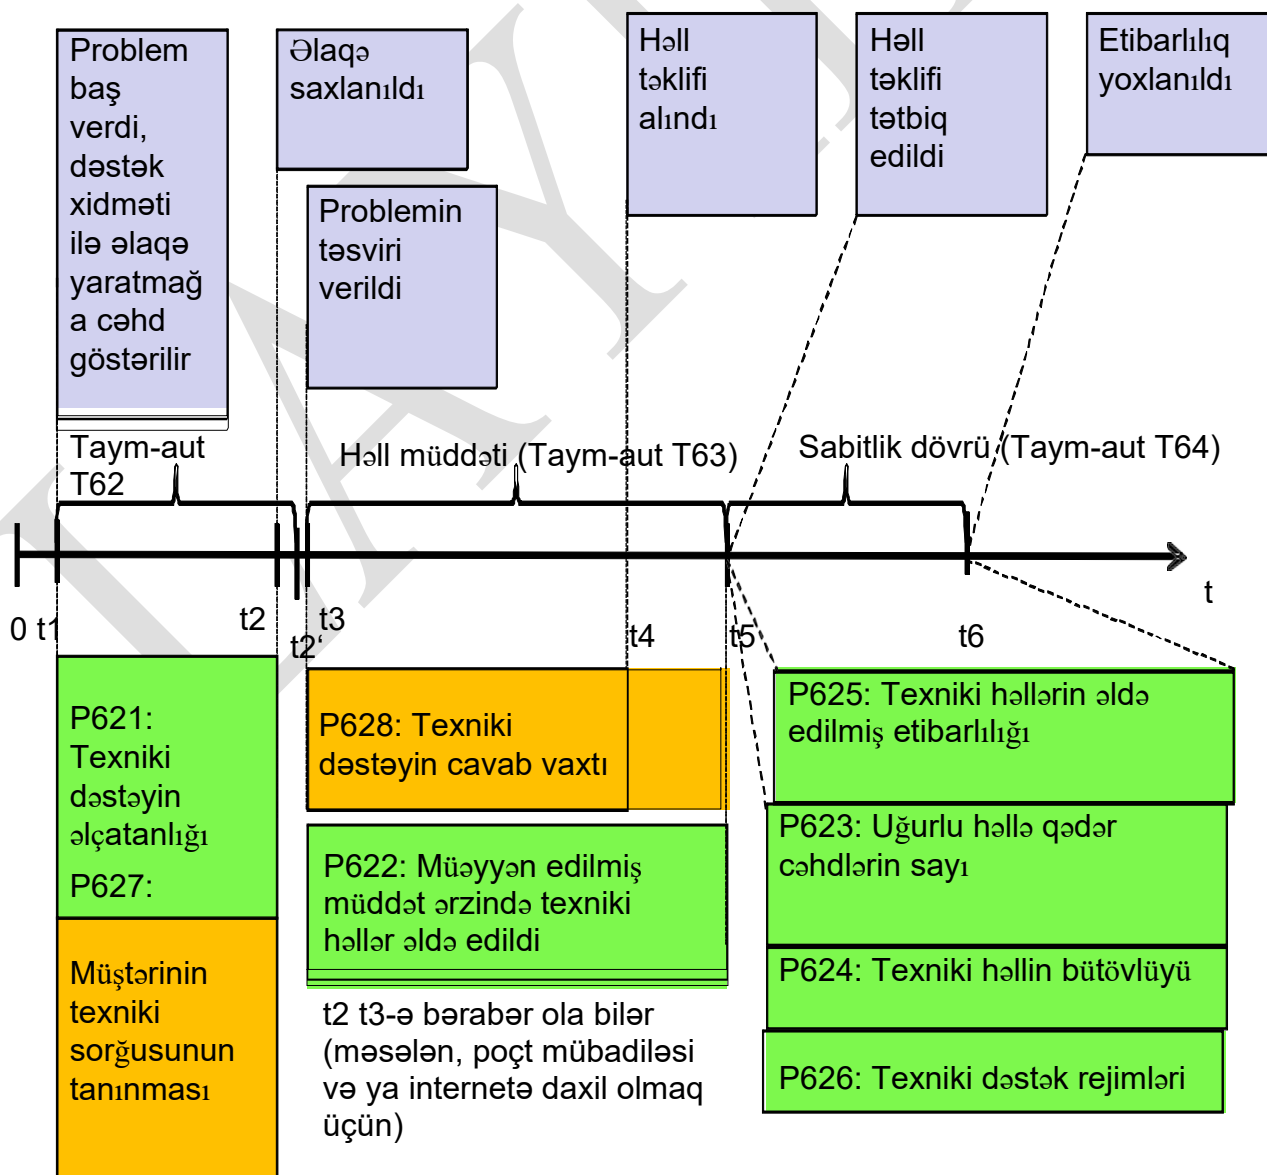 Problem
baş
verdi,
dəstək
xidməti
ilə əlaqə
yaratmağ
a cəhd
göstərilir
Əlaqə
saxlanıldı
Problemin
təsviri
verildi
Həll
təklifi
alındı
Həll
təklifi
tətbiq
edildi
Etibarlılıq
yoxlanıldı
Taym-aut
T62
Həll müddəti (Taym-aut T63)
Sabitlik dövrü (Taym-aut T64)
0 t1
t2
t2‘
t3
t4
t5
t6
t
P621:
Texniki
dəstəyin
əlçatanlığı
P627:
Müştərinin
texniki
sorğusunun
tanınması
P628: Texniki
dəstəyin cavab vaxtı
P622: Müəyyən edilmiş
müddət ərzində texniki
həllər əldə edildi
t2 t3-ə bərabər ola bilər
(məsələn, poçt mübadiləsi
və ya internetə daxil olmaq
üçün)
P625: Texniki həllərin əldə
edilmiş etibarlılığı
P623: Uğurlu həllə qədər
cəhdlərin sayı
P624: Texniki həllin bütövlüyü
P626: Texniki dəstək rejimləri